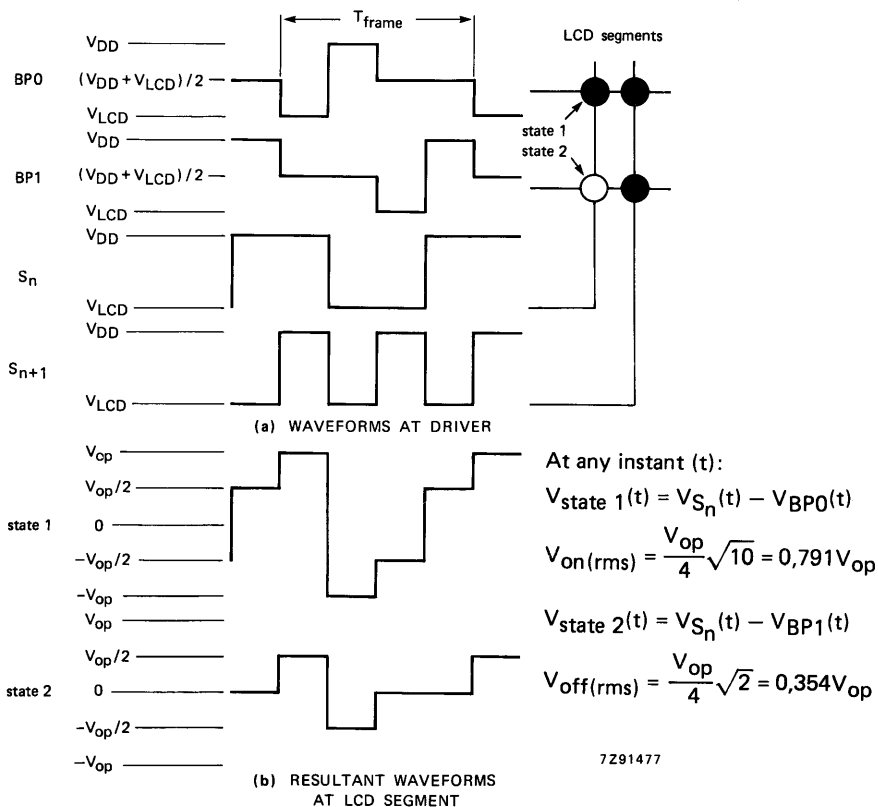 T_frame
V_DD
BP0
(V_DD + V_LCD)/2
V_LCD
V_DD
BP1
(V_DD + V_LCD)/2
V_LCD
V_DD
S_n
V_LCD
V_DD
S_n+1
V_LCD
LCD segments
state 1
state 2
(a) WAVEFORMS AT DRIVER
V_op
V_op/2
state 1
0
-V_op/2
-V_op
V_op
V_op/2
state 2
0
-V_op/2
-V_op
(b) RESULTANT WAVEFORMS
AT LCD SEGMENT
At any instant (t):
V_state 1(t) = V_Sn(t) − V_BP0(t)
V_on(rms) = V_op/4 √10 = 0,791V_op
V_state 2(t) = V_Sn(t) − V_BP1(t)
V_off(rms) = V_op/4 √2 = 0,354V_op
7Z91477